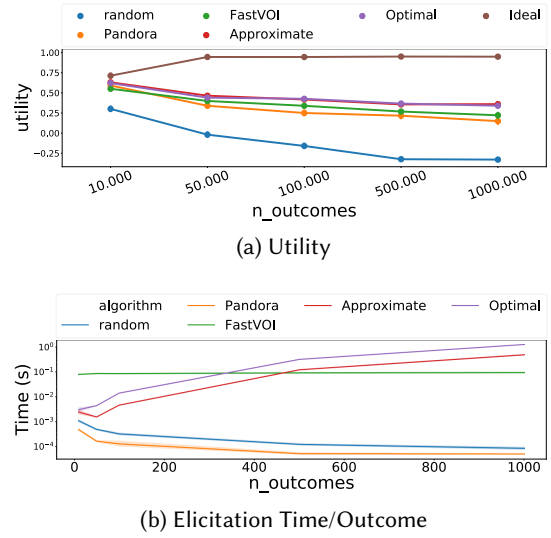 random FastVOI Optimal Ideal
Pandora Approximate
1.00
0.75
0.50
0.25
0.00
−0.25
utility
10.000 50.000 100.000 500.000 1000.000
n_outcomes
(a) Utility
algorithm Pandora Approximate Optimal
random FastVOI
10⁰
10⁻¹
10⁻²
10⁻³
10⁻⁴
Time (s)
0 200 400 600 800 1000
n_outcomes
(b) Elicitation Time/Outcome